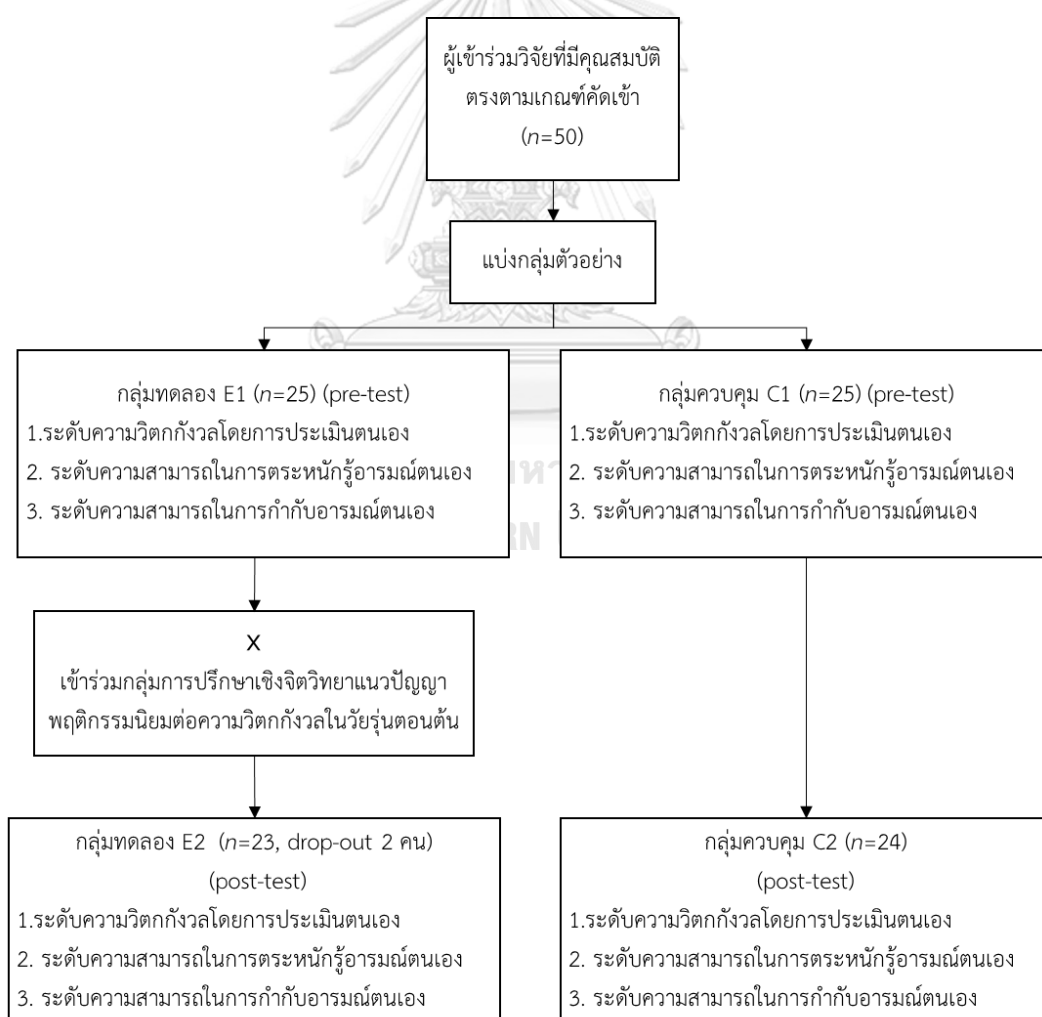 ผู้เข้าร่วมวิจัยที่มีคุณสมบัติ
ตรงตามเกณฑ์คัดเข้า
(n=50)
แบ่งกลุ่มตัวอย่าง
กลุ่มทดลอง E1 (n=25) (pre-test)
1.ระดับความวิตกกังวลโดยการประเมินตนเอง
2. ระดับความสามารถในการตระหนักรู้อารมณ์ตนเอง
3. ระดับความสามารถในการกำกับอารมณ์ตนเอง
กลุ่มควบคุม C1 (n=25) (pre-test)
1.ระดับความวิตกกังวลโดยการประเมินตนเอง
2. ระดับความสามารถในการตระหนักรู้อารมณ์ตนเอง
3. ระดับความสามารถในการกำกับอารมณ์ตนเอง
X
เข้าร่วมกลุ่มการปรึกษาเชิงจิตวิทยาแนวปัญญา
พฤติกรรมนิยมต่อความวิตกกังวลในวัยรุ่นตอนต้น
กลุ่มทดลอง E2 (n=23, drop-out 2 คน)
(post-test)
1.ระดับความวิตกกังวลโดยการประเมินตนเอง
2. ระดับความสามารถในการตระหนักรู้อารมณ์ตนเอง
3. ระดับความสามารถในการกำกับอารมณ์ตนเอง
กลุ่มควบคุม C2 (n=24)
(post-test)
1.ระดับความวิตกกังวลโดยการประเมินตนเอง
2. ระดับความสามารถในการตระหนักรู้อารมณ์ตนเอง
3. ระดับความสามารถในการกำกับอารมณ์ตนเอง